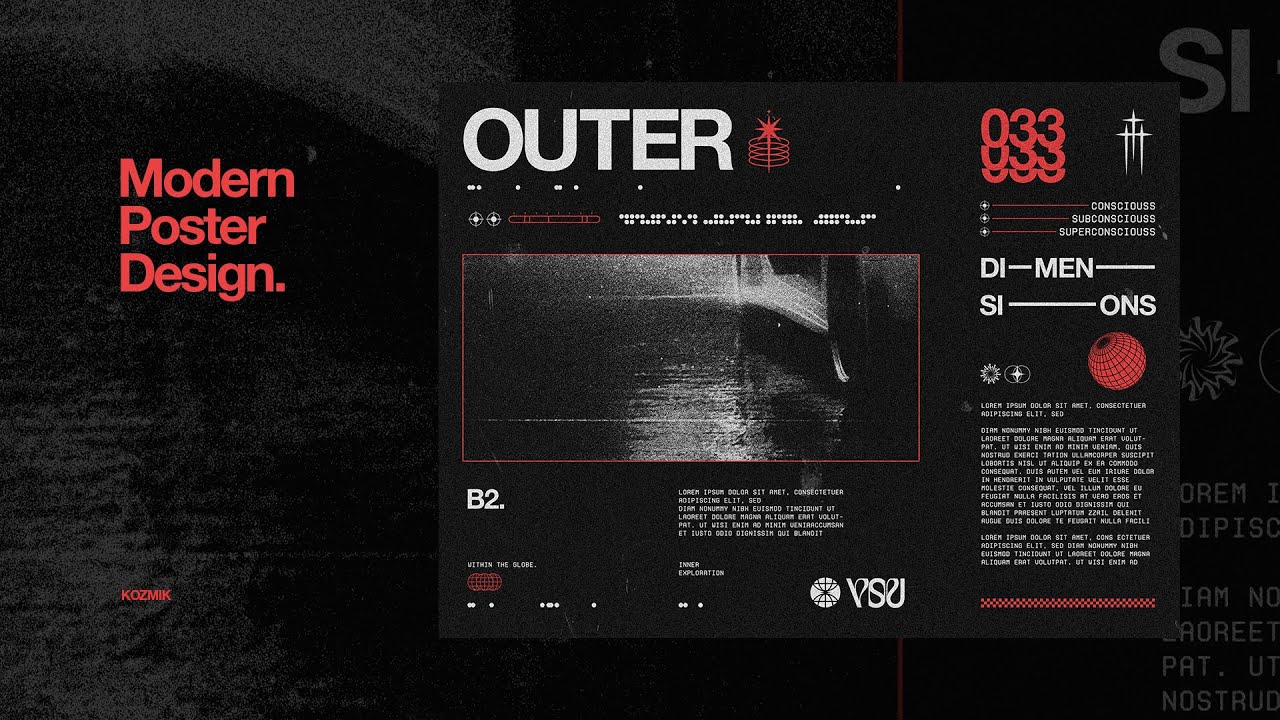 Modern
Poster
Design.
KOZMIK
OUTER
033
033
CONSCIOUSS
SUBCONSCIOUSS
SUPERCONSCIOUSS
DI—MEN—
SI—ONS
LOREM IPSUM DOLOR SIT AMET, CONSECTETUER
ADIPISCING ELIT, SED
DIAM NONUMMY NIBH EUISMOD TINCIDUNT UT
LAOREET DOLORE MAGNA ALIQUAM ERAT VOLUT-
PAT. UT WISI ENIM AD MINIM VENIAM, QUIS
NOSTRUD EXERCI TATION ULLAMCORPER SUSCIPIT
LOBORTIS NISL UT ALIQUIP EX EA COMMODO
CONSEQUAT. DUIS AUTEM VEL EUM IRIURE DOLOR
IN HENDRERIT IN VULPUTATE VELIT ESSE
MOLESTIE CONSEQUAT, VEL ILLUM DOLORE EU
FEUGIAT NULLA FACILISIS AT VERO EROS ET
ACCUMSAN ET IUSTO ODIO DIGNISSIM QUI
BLANDIT PRAESENT LUPTATUM ZZRIL DELENIT
AUGUE DUIS DOLORE TE FEUGAIT NULLA FACILI
LOREM IPSUM DOLOR SIT AMET, CONS ECTETUER
ADIPISCING ELIT, SED DIAM NONUMMY NIBH
EUISMOD TINCIDUNT UT LAOREET DOLORE MAGNA
ALIQUAM ERAT VOLUTPAT. UT WISI ENIM AD
B2.
LOREM IPSUM DOLOR SIT AMET, CONSECTETUER
ADIPISCING ELIT, SED
DIAM NONUMMY NIBH EUISMOD TINCIDUNT UT
LAOREET DOLORE MAGNA ALIQUAM ERAT VOLUT-
PAT. UT WISI ENIM AD MINIM VENIAACCUMSAN
ET IUSTO ODIO DIGNISSIM QUI BLANDIT
WITHIN THE GLOBE.
INNER
EXPLORATION
VSU
SI
OREM I
DIPISC
IAM NO
LAOREET
PAT. UT
NOSTRUD